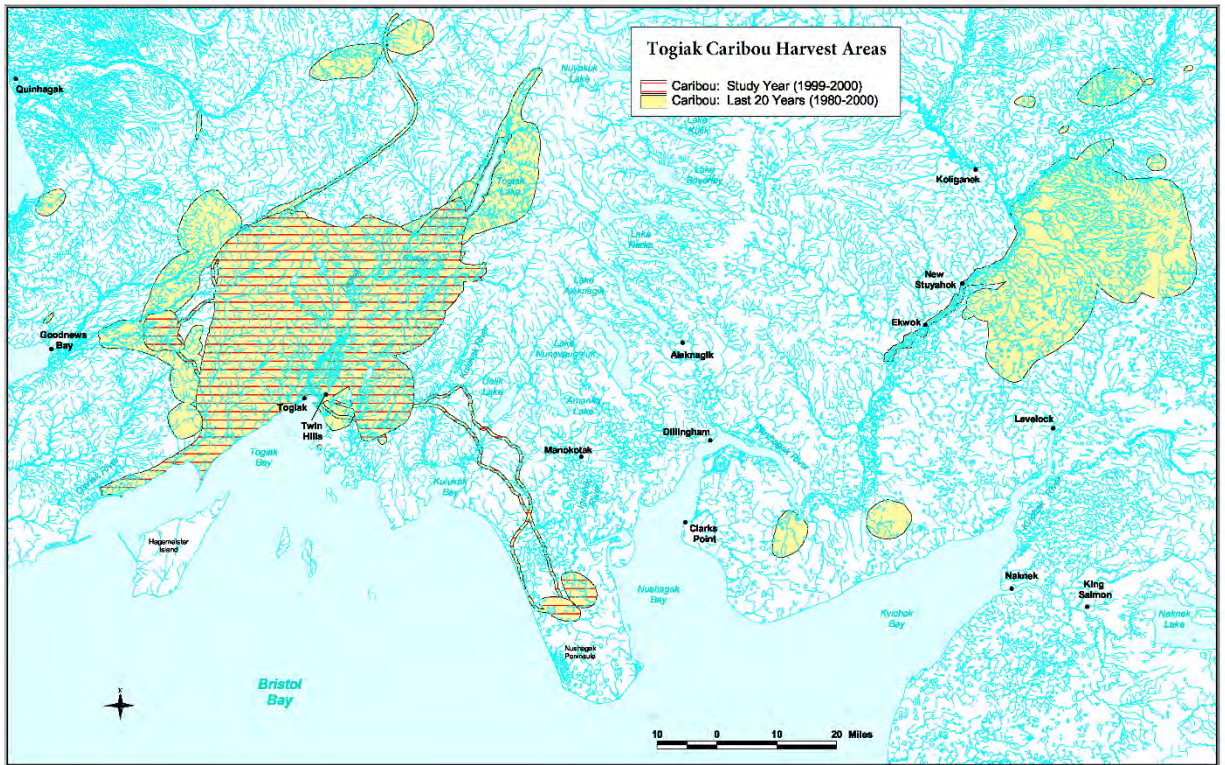 Togiak Caribou Harvest Areas
Caribou: Study Year (1999-2000)
Caribou: Last 20 Years (1980-2000)
Quinhagak
Nuyakuk
Lake
Lake
Kulik
Lake
Beverley
Koliganek
Togiak
Lake
Lake
Nerka
New
Stuyahok
Lake
Aleknagik
Ekwok
Goodnews
Bay
Lake
Nunavaugaluk
Aleknagik
Ualik
Lake
Togiak
Twin
Hills
Amanka
Lake
Levelock
Dillingham
Manokotak
Togiak
Bay
Kulukak
Bay
Clarks
Point
Hagemeister
Island
Nushagak
Bay
Naknek
King
Salmon
Kvichak
Bay
Naknek
Lake
Nushagak
Peninsula
Bristol
Bay
N
10 0 10 20 Miles